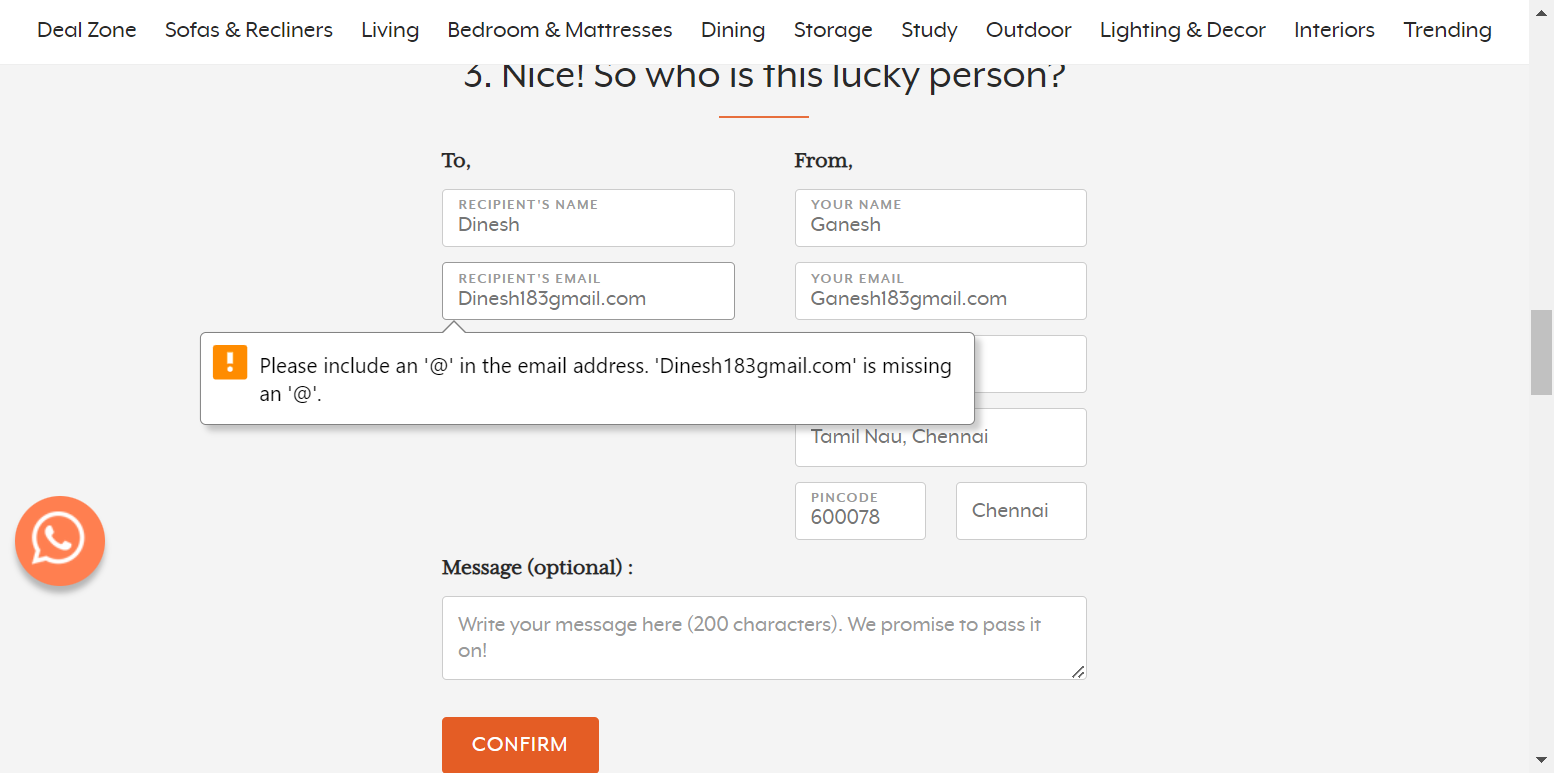 Deal Zone Sofas & Recliners Living Bedroom & Mattresses Dining Storage Study Outdoor Lighting & Decor Interiors Trending
3. Nice! So who is this lucky person?
To,
From,
RECIPIENT'S NAME
Dinesh
YOUR NAME
Ganesh
RECIPIENT'S EMAIL
Dinesh183gmail.com
YOUR EMAIL
Ganesh183gmail.com
Please include an '@' in the email address. 'Dinesh183gmail.com' is missing
an '@'.
Tamil Nau, Chennai
PINCODE
600078
Chennai
Message (optional) :
Write your message here (200 characters). We promise to pass it
on!
CONFIRM